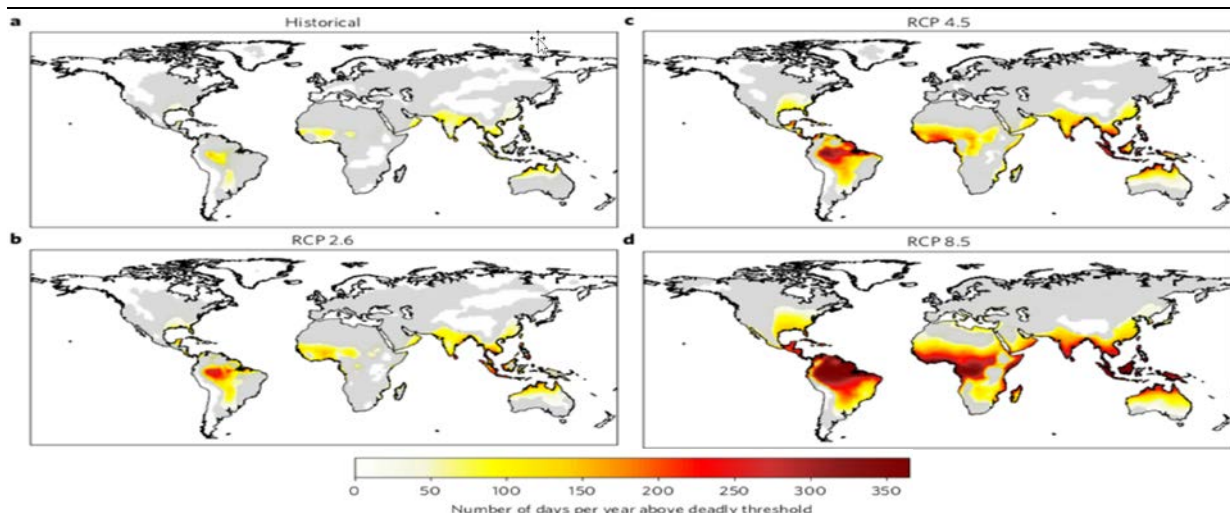 a Historical
c RCP 4.5
b RCP 2.6
d RCP 8.5
0 50 100 150 200 250 300 350
Number of days per year above deadly threshold